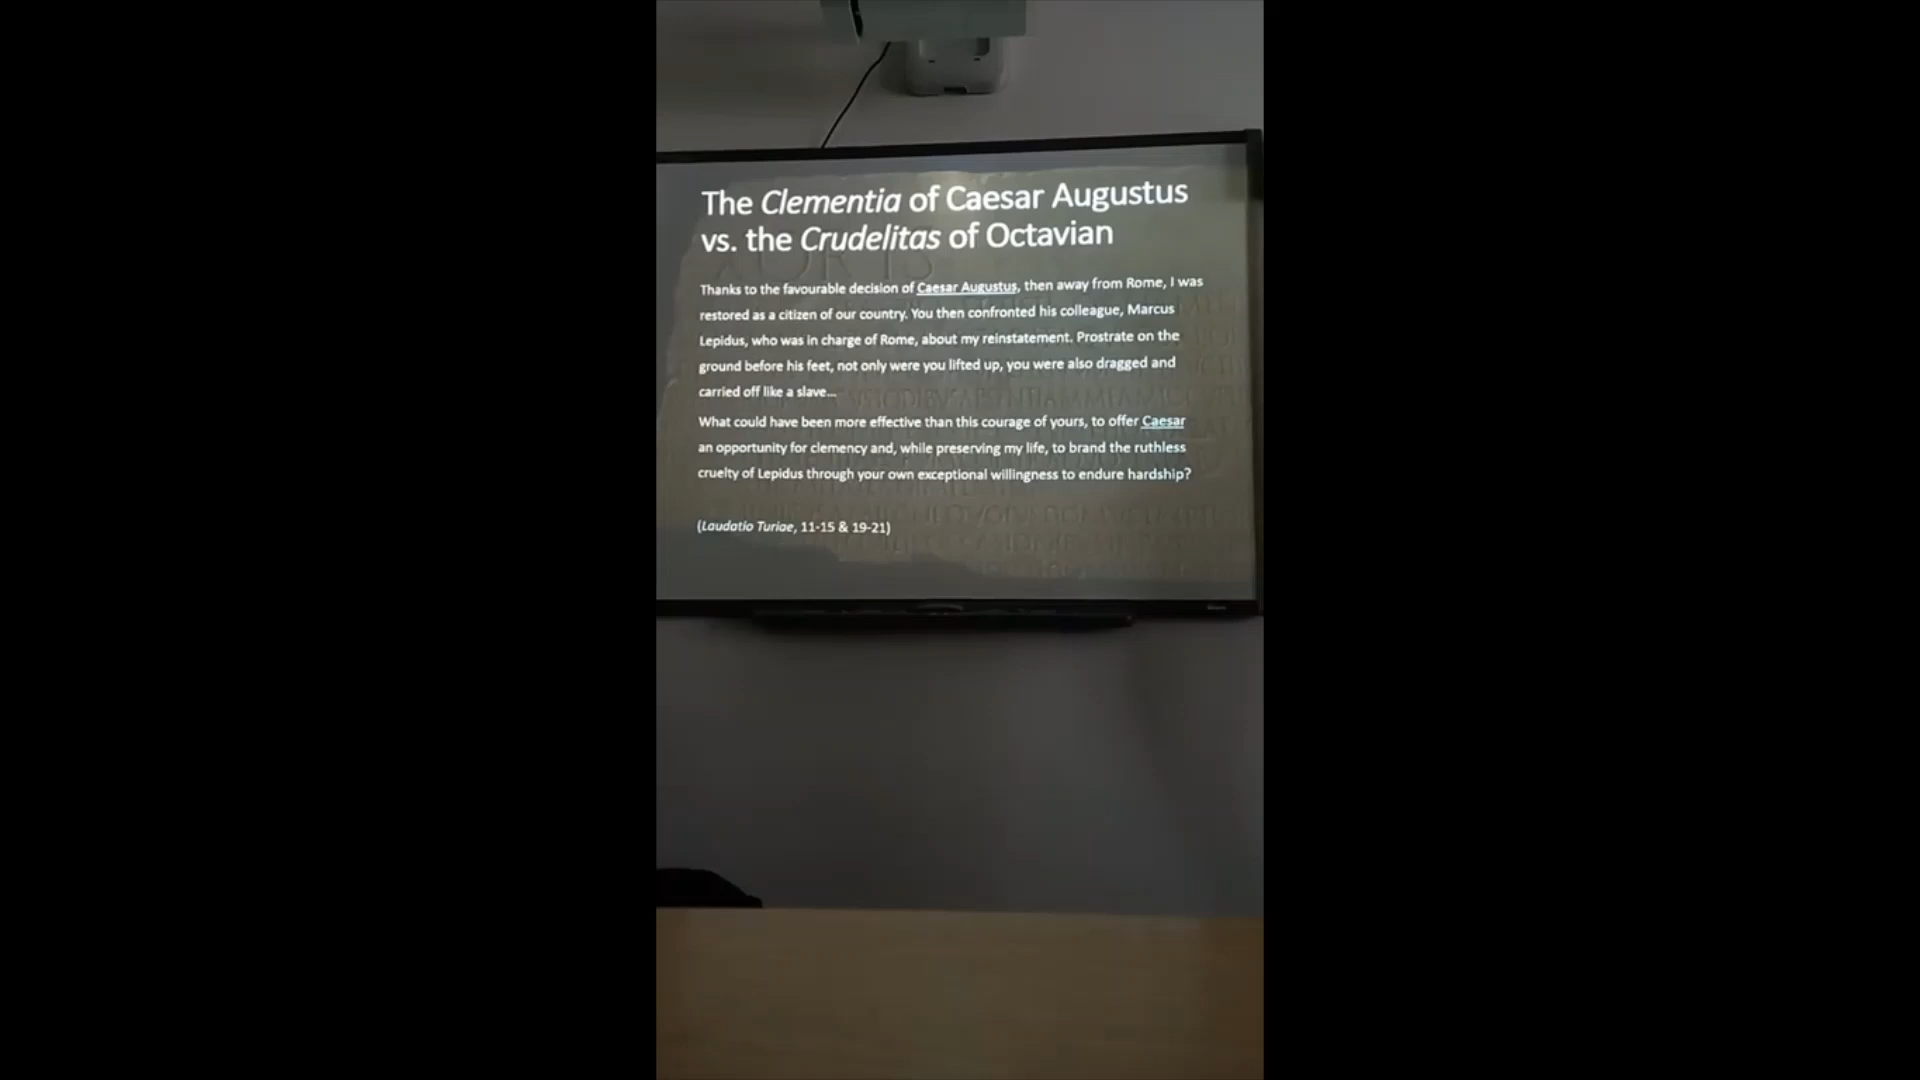 The Clementia of Caesar Augustus
vs. the Crudelitas of Octavian
Thanks to the favourable decision of Caesar Augustus, then away from Rome, I was
restored as a citizen of our country. You then confronted his colleague, Marcus
Lepidus, who was in charge of Rome, about my reinstatement. Prostrate on the
ground before his feet, not only were you lifted up, you were also dragged and
carried off like a slave...
What could have been more effective than this courage of yours, to offer Caesar
an opportunity for clemency and, while preserving my life, to brand the ruthless
cruelty of Lepidus through your own exceptional willingness to endure hardship?
(Laudatio Turiae, 11-15 & 19-21)